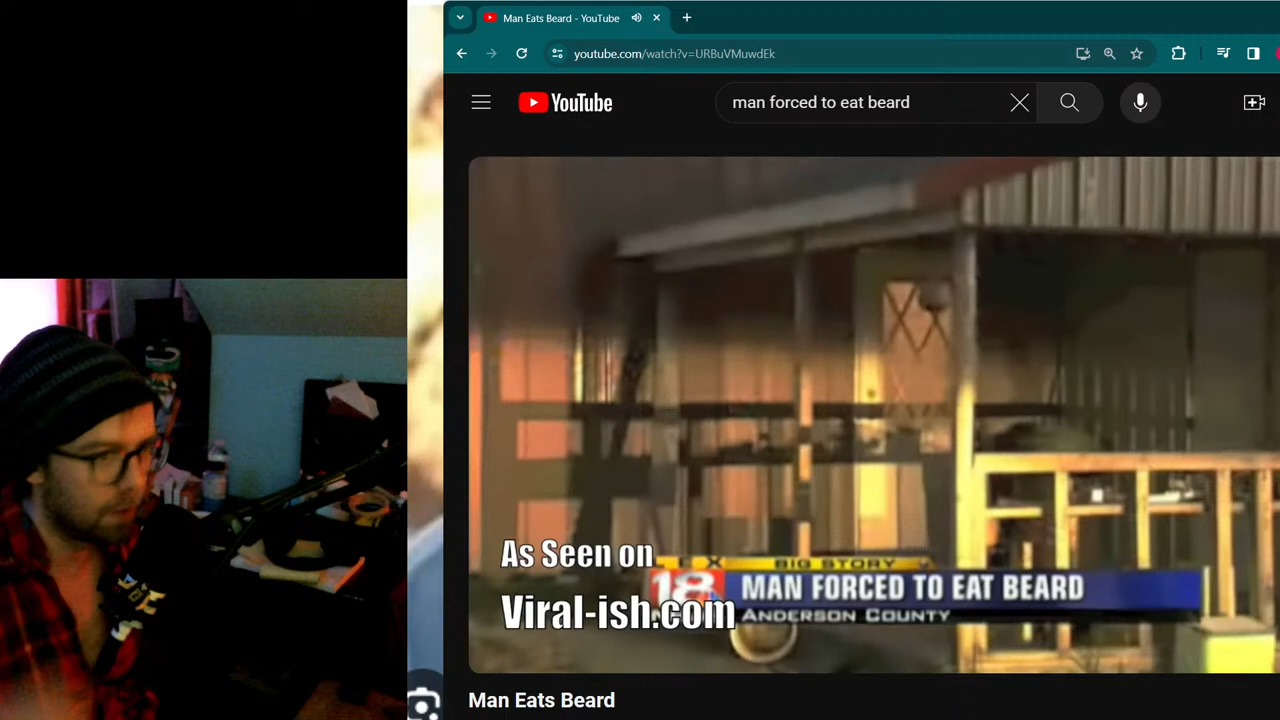 Man Eats Beard - YouTube
youtube.com/watch?v=URBuVMuwdEk
YouTube
man forced to eat beard
As Seen on
Viral-ish.com
LEX
BIG STORY
18
MAN FORCED TO EAT BEARD
ANDERSON COUNTY
Man Eats Beard